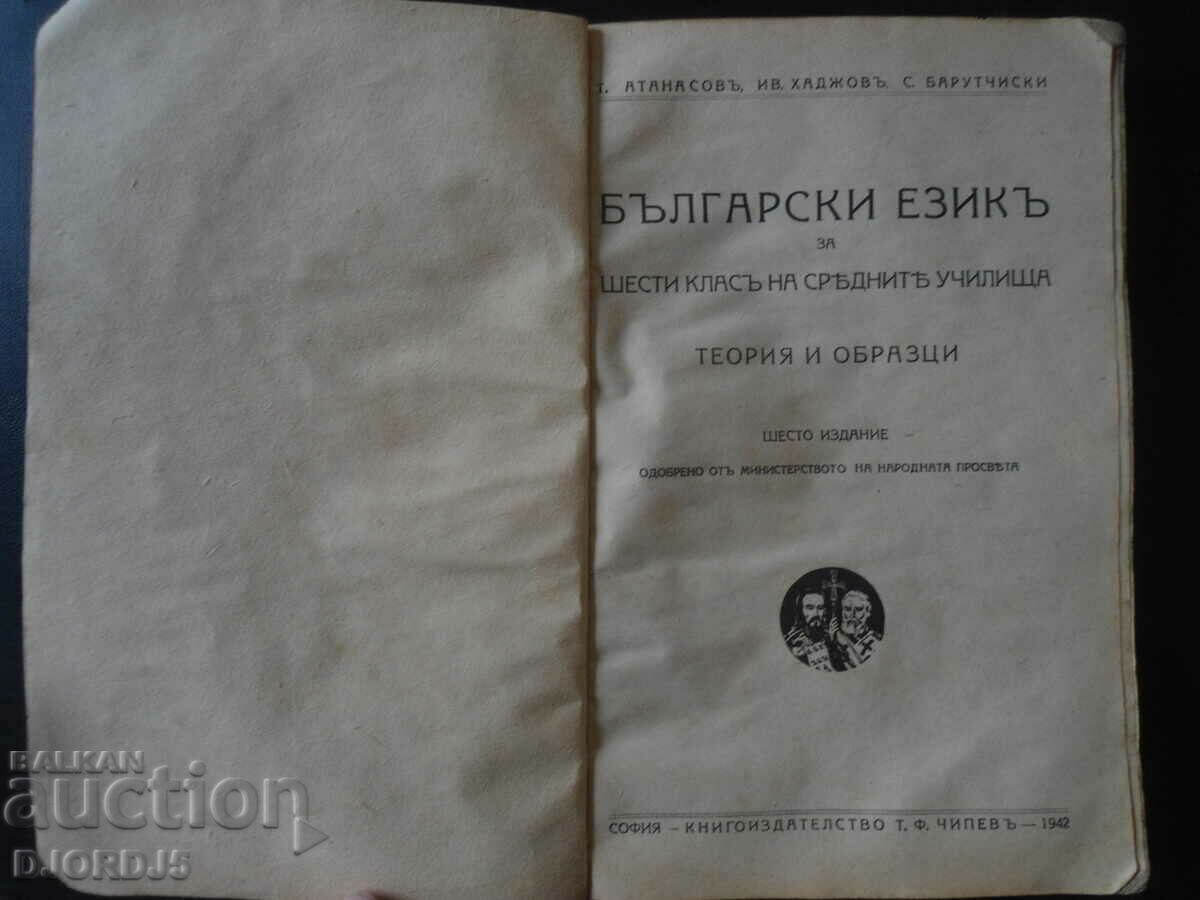 Т. АТАНАСОВЪ, ИВ. ХАДЖОВЪ, С. БАРУТЧИСКИ
БЪЛГАРСКИ ЕЗИКЪ
ЗА
ШЕСТИ КЛАСЪ НА СРѢДНИТѢ УЧИЛИЩА
ТЕОРИЯ И ОБРАЗЦИ
ШЕСТО ИЗДАНИЕ
ОДОБРЕНО ОТЪ МИНИСТЕРСТВОТО НА НАРОДНАТА ПРОСВѢТА
СОФИЯ — КНИГОИЗДАТЕЛСТВО Т. Ф. ЧИПЕВЪ — 1942
BALKAN
auction
DJORDJ5